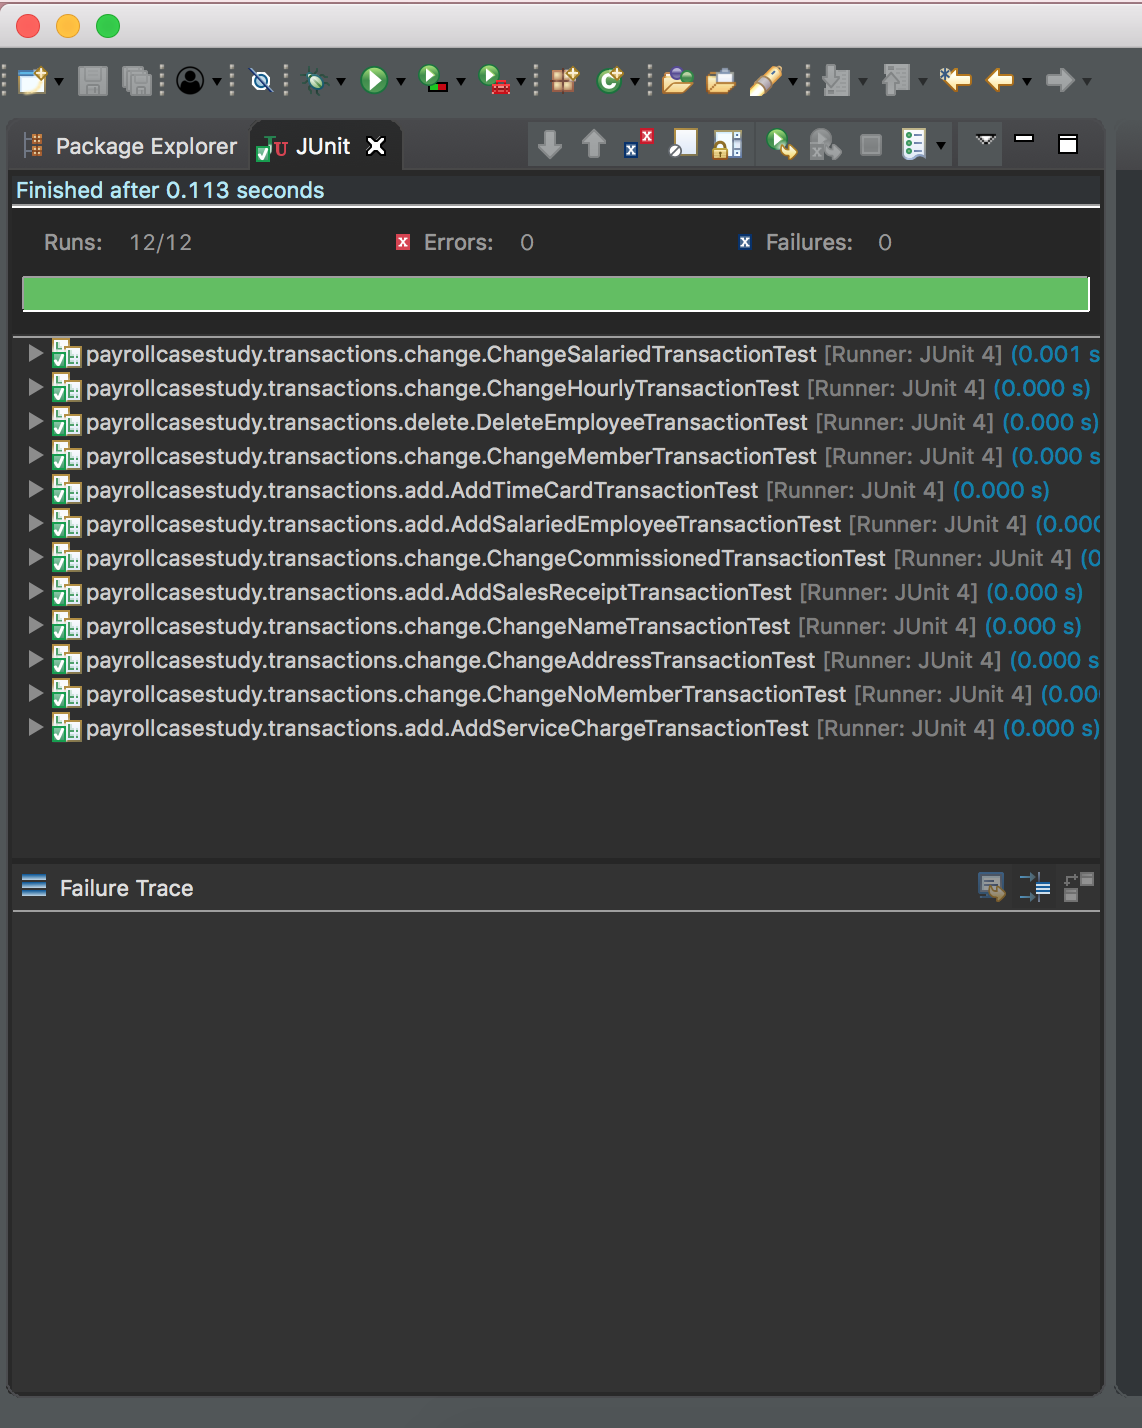 Package Explorer JUnit
Finished after 0.113 seconds
Runs: 12/12 Errors: 0 Failures: 0
payrollcasestudy.transactions.change.ChangeSalariedTransactionTest [Runner: JUnit 4] (0.001 s
payrollcasestudy.transactions.change.ChangeHourlyTransactionTest [Runner: JUnit 4] (0.000 s)
payrollcasestudy.transactions.delete.DeleteEmployeeTransactionTest [Runner: JUnit 4] (0.000 s)
payrollcasestudy.transactions.change.ChangeMemberTransactionTest [Runner: JUnit 4] (0.000 s
payrollcasestudy.transactions.add.AddTimeCardTransactionTest [Runner: JUnit 4] (0.000 s)
payrollcasestudy.transactions.add.AddSalariedEmployeeTransactionTest [Runner: JUnit 4] (0.000
payrollcasestudy.transactions.change.ChangeCommissionedTransactionTest [Runner: JUnit 4] (0
payrollcasestudy.transactions.add.AddSalesReceiptTransactionTest [Runner: JUnit 4] (0.000 s)
payrollcasestudy.transactions.change.ChangeNameTransactionTest [Runner: JUnit 4] (0.000 s)
payrollcasestudy.transactions.change.ChangeAddressTransactionTest [Runner: JUnit 4] (0.000 s
payrollcasestudy.transactions.change.ChangeNoMemberTransactionTest [Runner: JUnit 4] (0.00
payrollcasestudy.transactions.add.AddServiceChargeTransactionTest [Runner: JUnit 4] (0.000 s)
Failure Trace